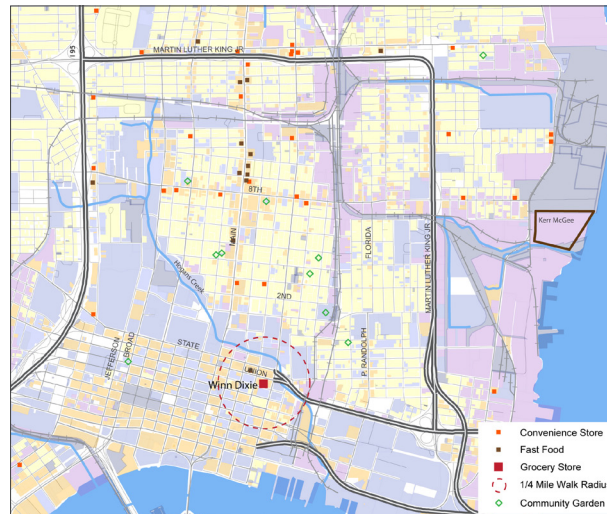 I 95
MARTIN LUTHER KING JR
8TH
MAIN
Kerr McGee
FLORIDA
MARTIN LUTHER KING JR
Hogans Creek
2ND
STATE
JEFFERSON
BROAD
P. RANDOLPH
UNION
Winn Dixie
Convenience Store
Fast Food
Grocery Store
1/4 Mile Walk Radiu
Community Garden